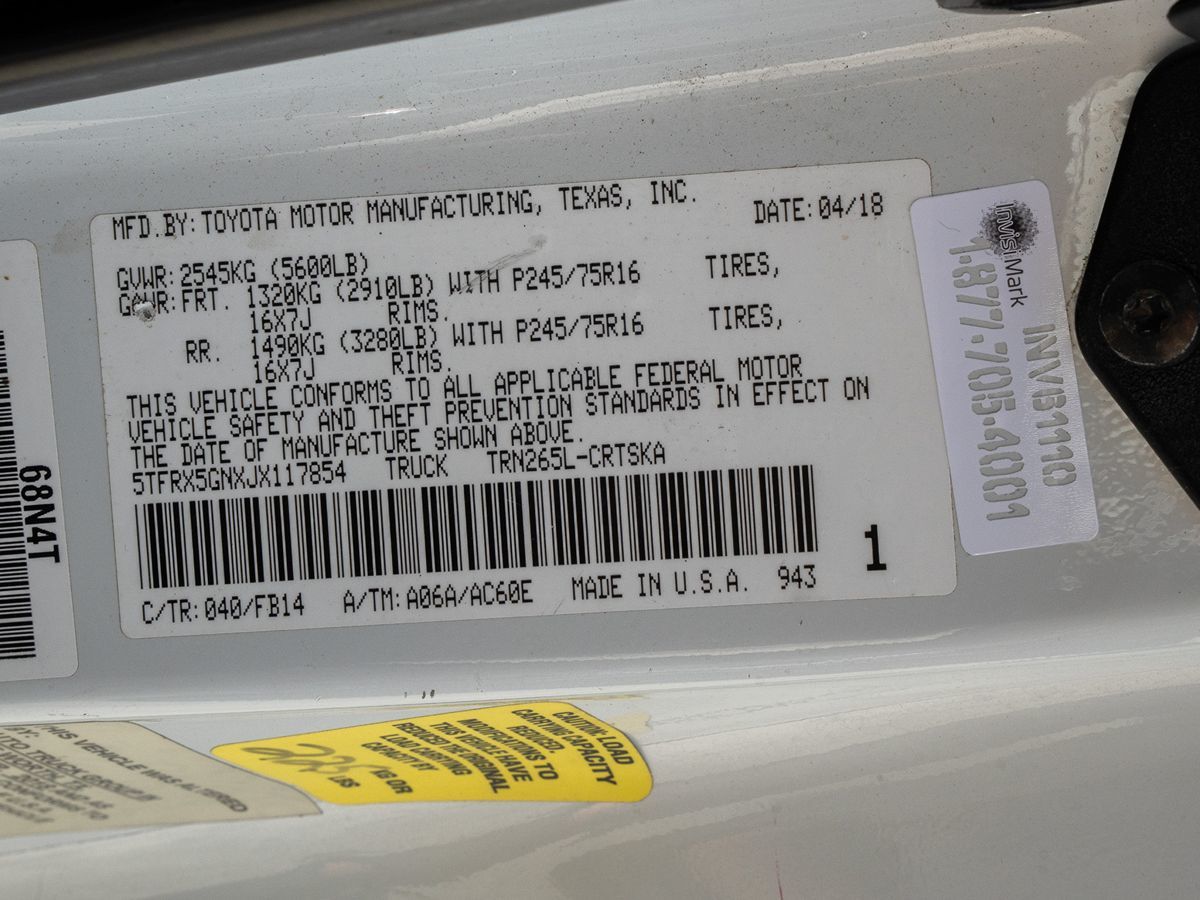 MFD.BY:TOYOTA MOTOR MANUFACTURING, TEXAS, INC. DATE:04/18
GVWR:2545KG (5600LB)
GAWR:FRT. 1320KG (2910LB) WITH P245/75R16 TIRES,
16X7J RIMS.
RR. 1490KG (3280LB) WITH P245/75R16 TIRES,
16X7J RIMS.
THIS VEHICLE CONFORMS TO ALL APPLICABLE FEDERAL MOTOR
VEHICLE SAFETY AND THEFT PREVENTION STANDARDS IN EFFECT ON
THE DATE OF MANUFACTURE SHOWN ABOVE.
5TFRX5GNXJX117854 TRUCK TRN265L-CRTSKA
C/TR:040/FB14 A/TM:A06A/AC60E MADE IN U.S.A. 943
1
68N4T
InvisiMark
1.877.705.4001
INV51110
CAUTION-LOAD
CARRYING CAPACITY
REDUCED.
MODIFICATIONS TO
THIS VEHICLE HAVE
REDUCED THE ORIGINAL
LOAD CARRYING
CAPACITY BY
KG OR
LBS
THIS VEHICLE WAS ALTERED
BY: